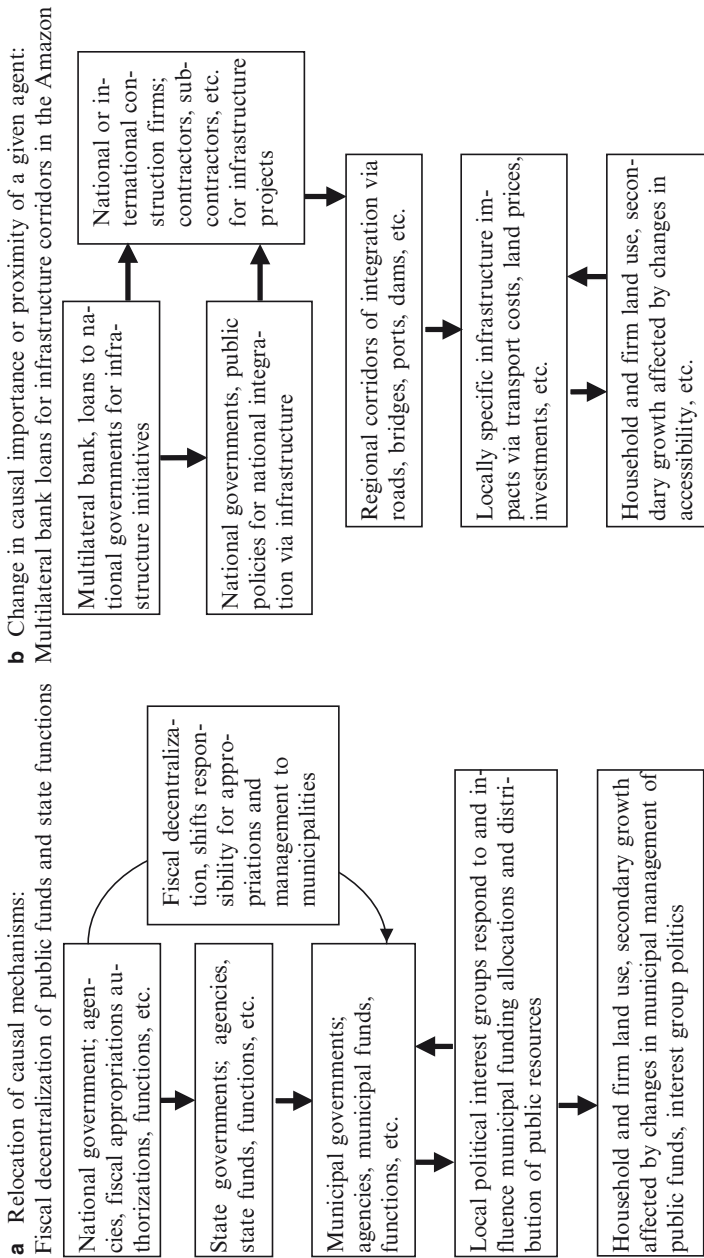 a Relocation of causal mechanisms:
Fiscal decentralization of public funds and state functions
National government; agen-
cies, fiscal appropriations au-
thorizations, functions, etc.
Fiscal decentraliza-
tion, shifts respon-
sibility for appro-
priations and
management to
municipalities
State governments; agencies,
state funds, functions, etc.
Municipal governments;
agencies, municipal funds,
functions, etc.
Local political interest groups respond to and in-
fluence municipal funding allocations and distri-
bution of public resources
Household and firm land use, secondary growth
affected by changes in municipal management of
public funds, interest group politics
b Change in causal importance or proximity of a given agent:
Multilateral bank loans for infrastructure corridors in the Amazon
Multilateral bank, loans to na-
tional governments for infra-
structure initiatives
National or in-
ternational con-
struction firms;
contractors, sub-
contractors, etc.
for infrastructure
projects
National governments, public
policies for national integra-
tion via infrastructure
Regional corridors of integration via
roads, bridges, ports, dams, etc.
Locally specific infrastructure im-
pacts via transport costs, land prices,
investments, etc.
Household and firm land use, secon-
dary growth affected by changes in
accessibility, etc.